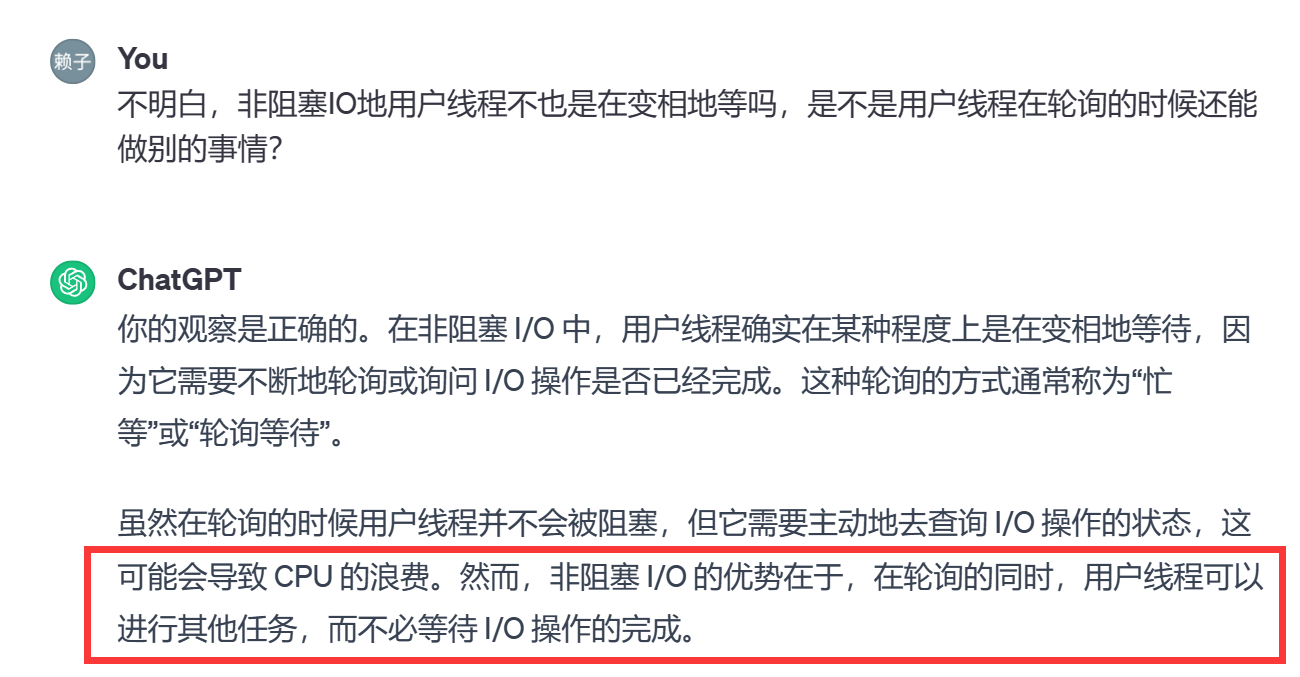 赖子
You
不明白，非阻塞IO地用户线程不也是在变相地等吗，是不是用户线程在轮询的时候还能
做别的事情？
ChatGPT
你的观察是正确的。在非阻塞 I/O 中，用户线程确实在某种程度上是在变相地等待，因
为它需要不断地轮询或询问 I/O 操作是否已经完成。这种轮询的方式通常称为“忙
等”或“轮询等待”。
虽然在轮询的时候用户线程并不会被阻塞，但它需要主动地去查询 I/O 操作的状态，这
可能会导致 CPU 的浪费。然而，非阻塞 I/O 的优势在于，在轮询的同时，用户线程可以
进行其他任务，而不必等待 I/O 操作的完成。